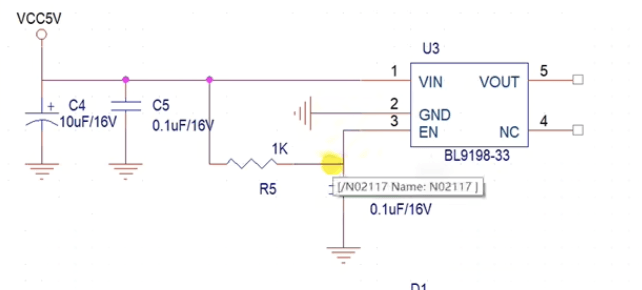 VCC5V
U3
1
VIN
VOUT
5
2
GND
3
EN
NC
4
BL9198-33
+
C4
10uF/16V
C5
0.1uF/16V
1K
R5
[/N02117 Name: N02117 ]
0.1uF/16V
D1